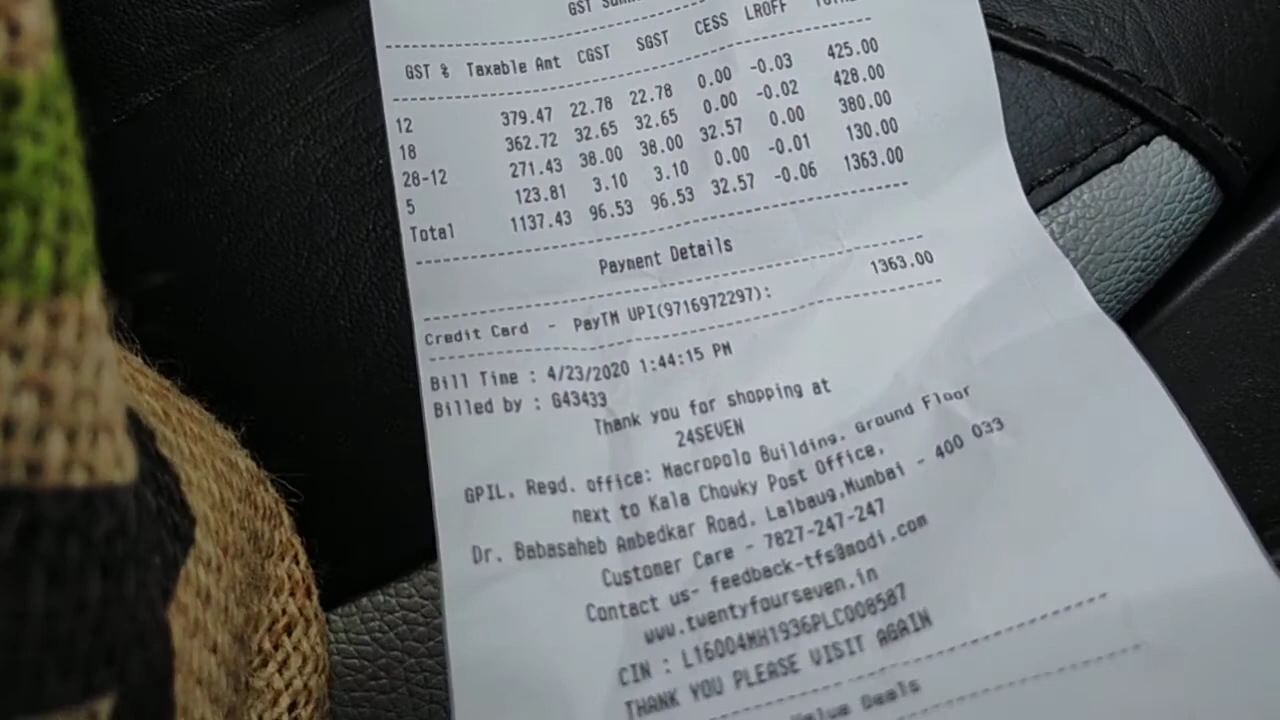 GST Summ
GST % Taxable Amt CGST SGST CESS LROFF TOTAL
12 379.47 22.78 22.78 0.00 -0.03 425.00
18 362.72 32.65 32.65 0.00 -0.02 428.00
28-12 271.43 38.00 38.00 32.57 0.00 380.00
5 123.81 3.10 3.10 0.00 -0.01 130.00
Total 1137.43 96.53 96.53 32.57 -0.06 1363.00
Payment Details
Credit Card - PayTM UPI(9716972297): 1363.00
Bill Time : 4/23/2020 1:44:15 PM
Billed by : G43433
Thank you for shopping at
24SEVEN
GPIL. Regd. office: Macropolo Building. Ground Floor
next to Kala Chowky Post Office,
Dr. Babasaheb Ambedkar Road. Lalbaug,Mumbai - 400 033
Customer Care - 7827-247-247
Contact us- feedback-tfs@modi.com
www.twentyfourseven.in
CIN : L16004MH1936PLC008587
THANK YOU PLEASE VISIT AGAIN
Value Deals